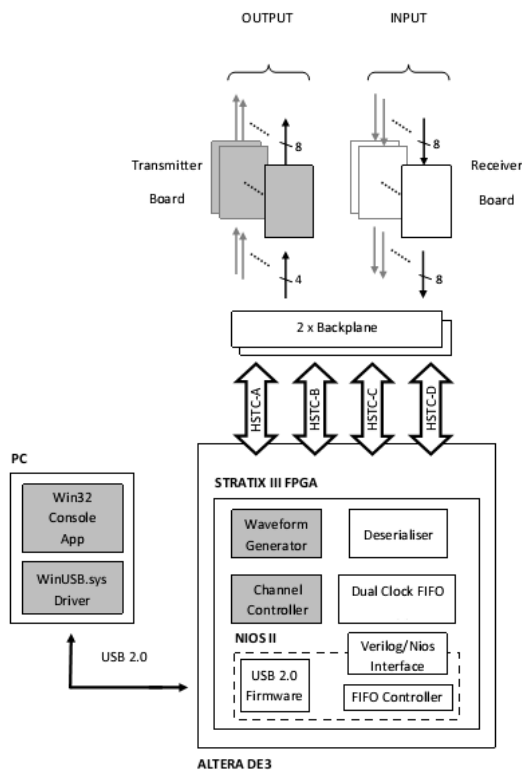 OUTPUT
INPUT
8
8
Transmitter
Board
Receiver
Board
4
8
2 x Backplane
HSTC-A
HSTC-B
HSTC-C
HSTC-D
PC
Win32
Console
App
WinUSB.sys
Driver
USB 2.0
STRATIX III FPGA
Waveform
Generator
Deserialiser
Channel
Controller
Dual Clock FIFO
NIOS II
Verilog/Nios
Interface
USB 2.0
Firmware
FIFO Controller
ALTERA DE3